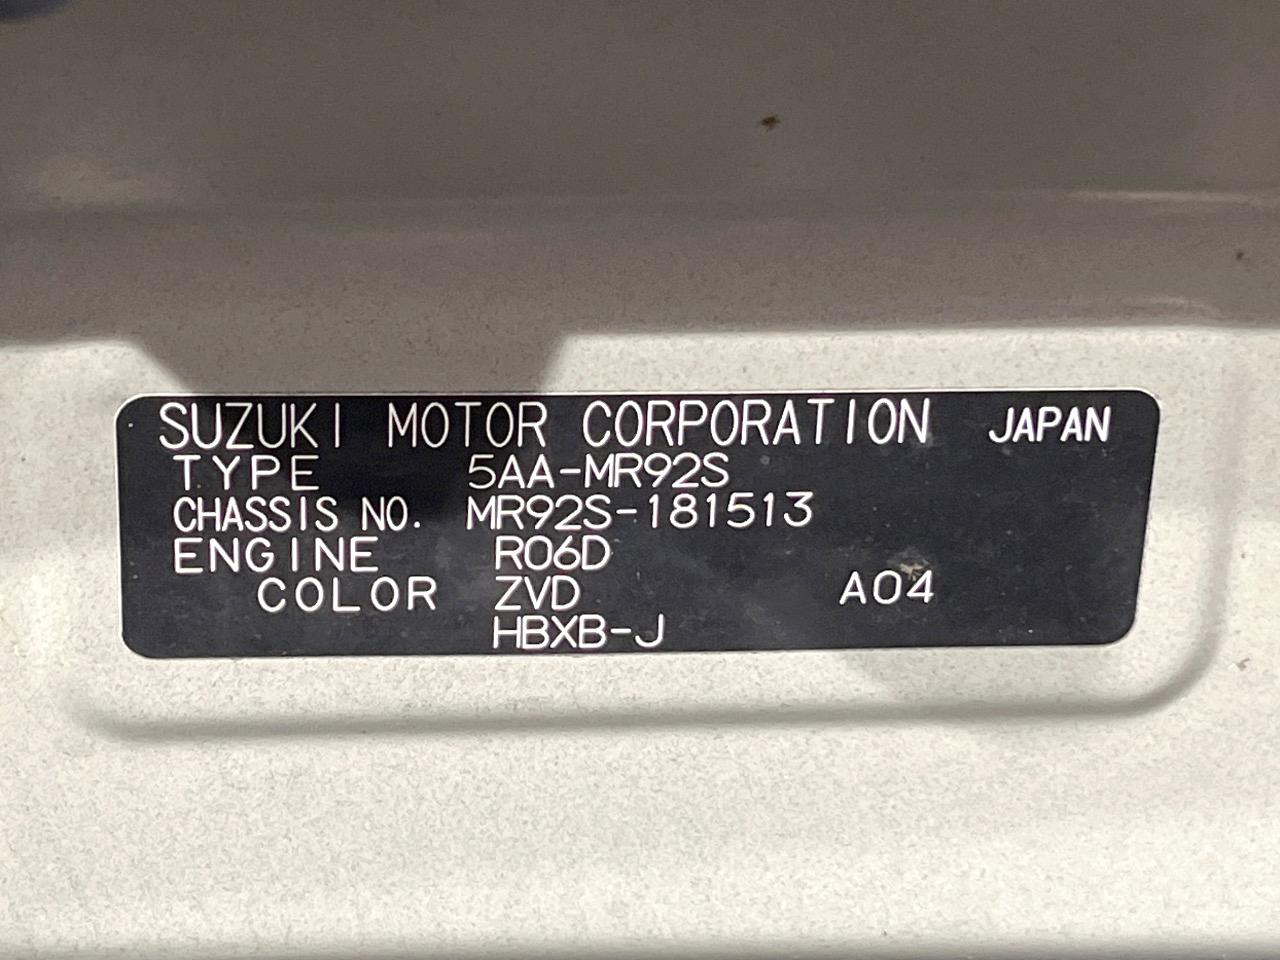 SUZUKI MOTOR CORPORATION JAPAN
TYPE 5AA-MR92S
CHASSIS NO. MR92S-181513
ENGINE R06D
COLOR ZVD A04
HBXB-J